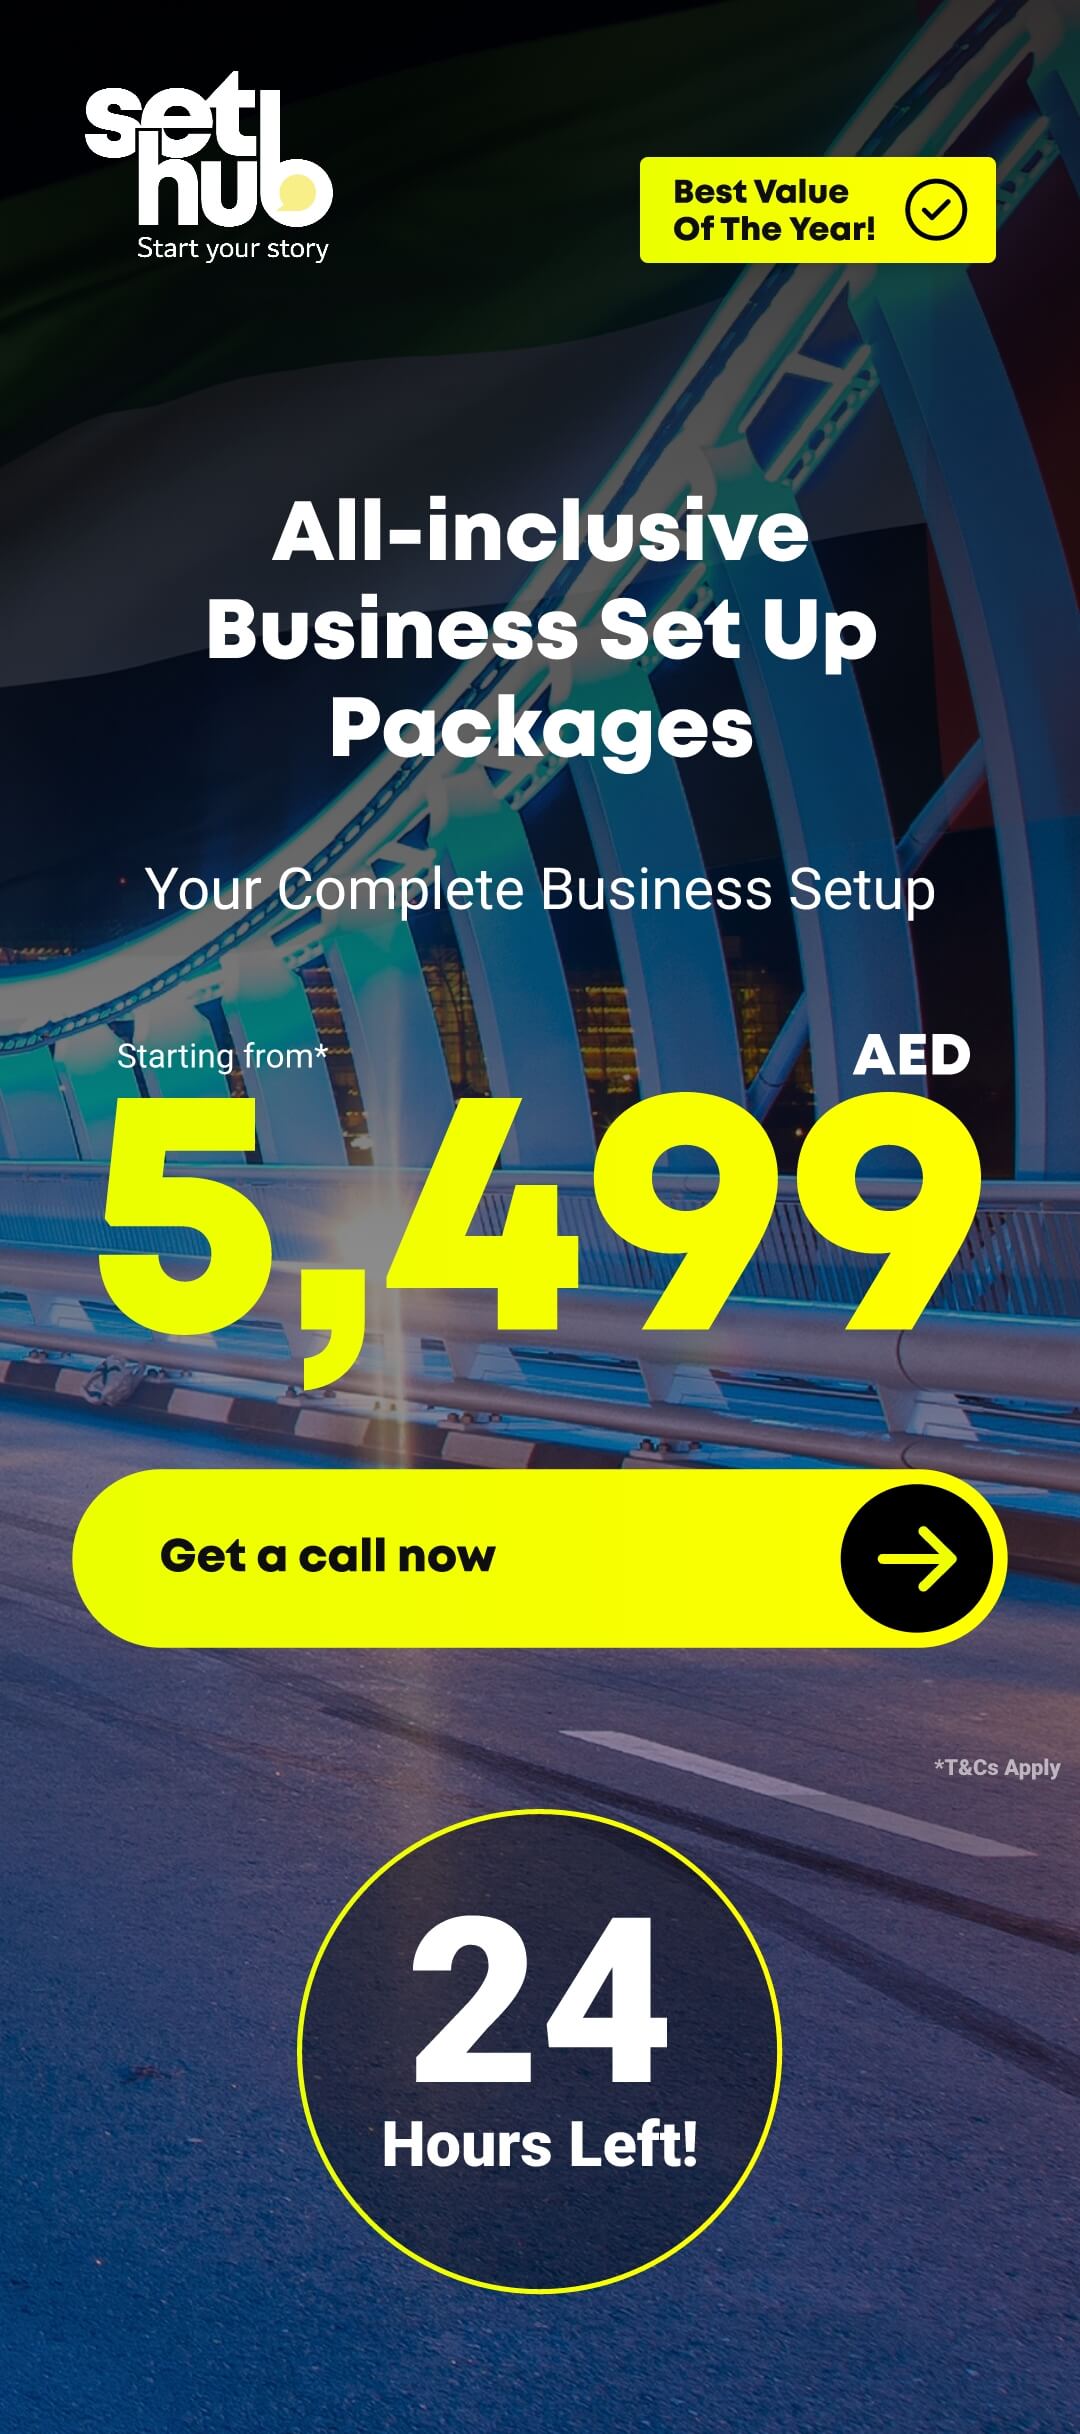 set
hub
Start your story
Best Value
Of The Year!
All-inclusive
Business Set Up
Packages
Your Complete Business Setup
Starting from*
AED
5,499
Get a call now
*T&Cs Apply
24
Hours Left!